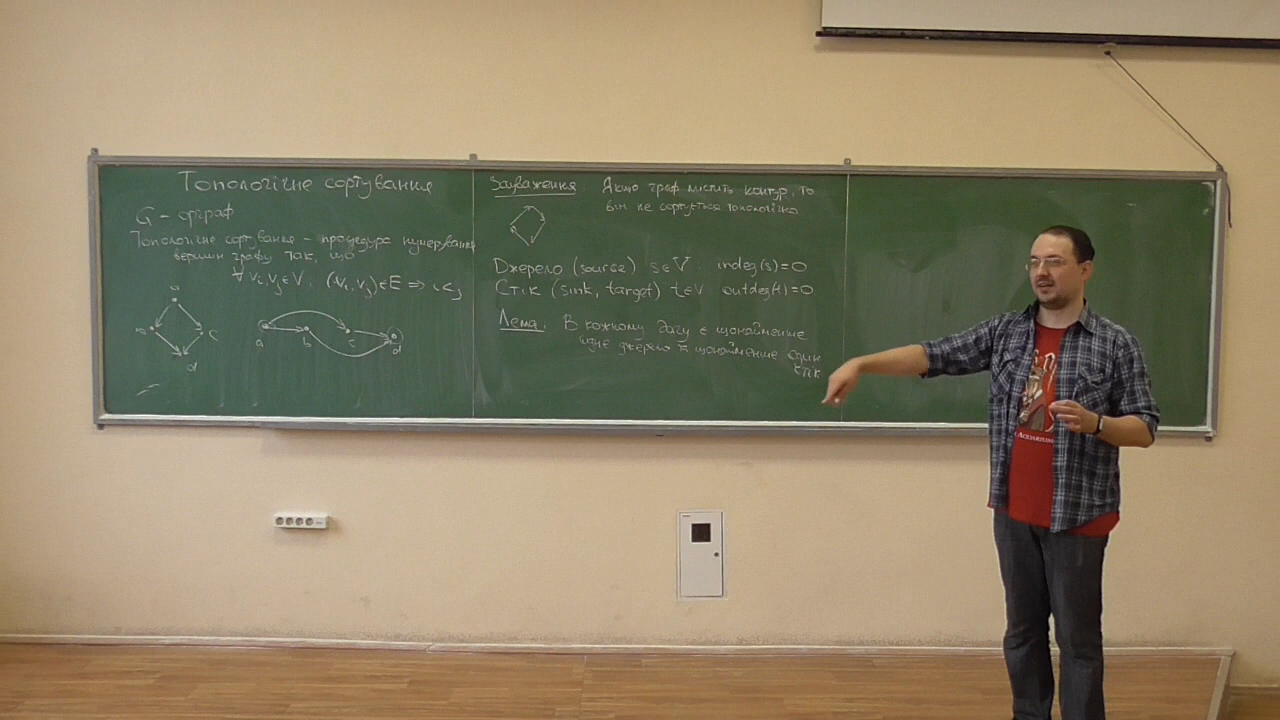 Топологічне сортування
G - орграф
Топологічне сортування - процедура нумерування
вершин графу так, що
∀ vᵢ, vⱼ ∈ V (vᵢ, vⱼ) ∈ E ⇒ i < j
a
c
d
a b c d
Зауваження Якщо граф містить контур, то
він не сортується топологічно
Джерело (source) s∈V indeg(s)=0
Стік (sink, target) t∈V outdeg(t)=0
Лема. В кожному дагу є щонайменше
одне джерело і щонайменше один
стік
Aquarium